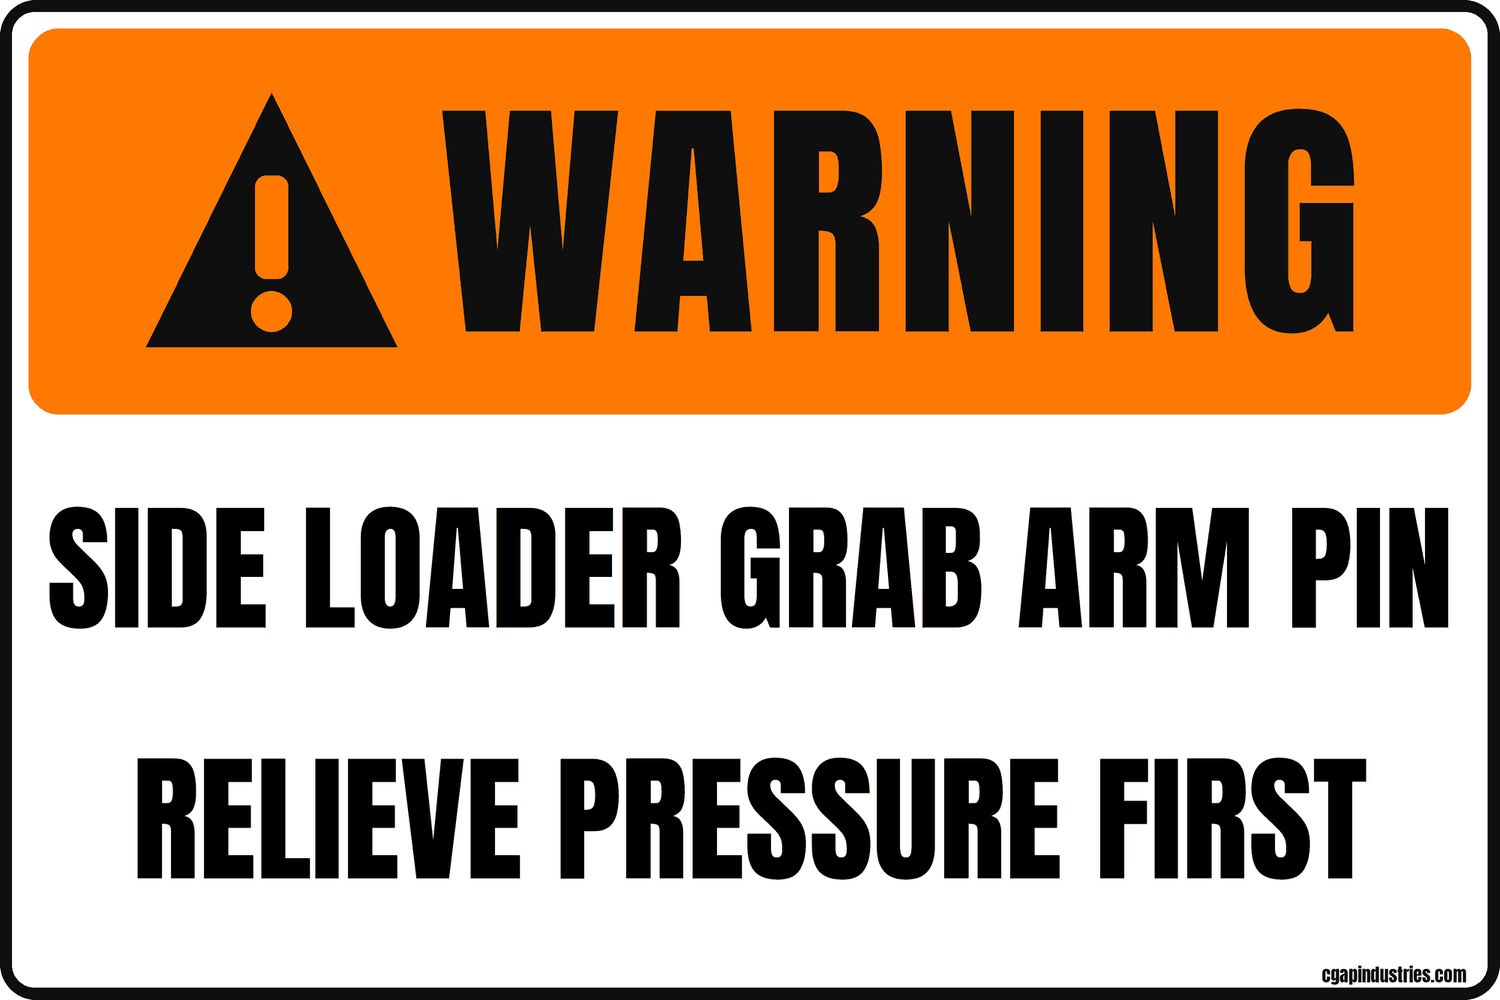 WARNING
SIDE LOADER GRAB ARM PIN
RELIEVE PRESSURE FIRST
cgapindustries.com